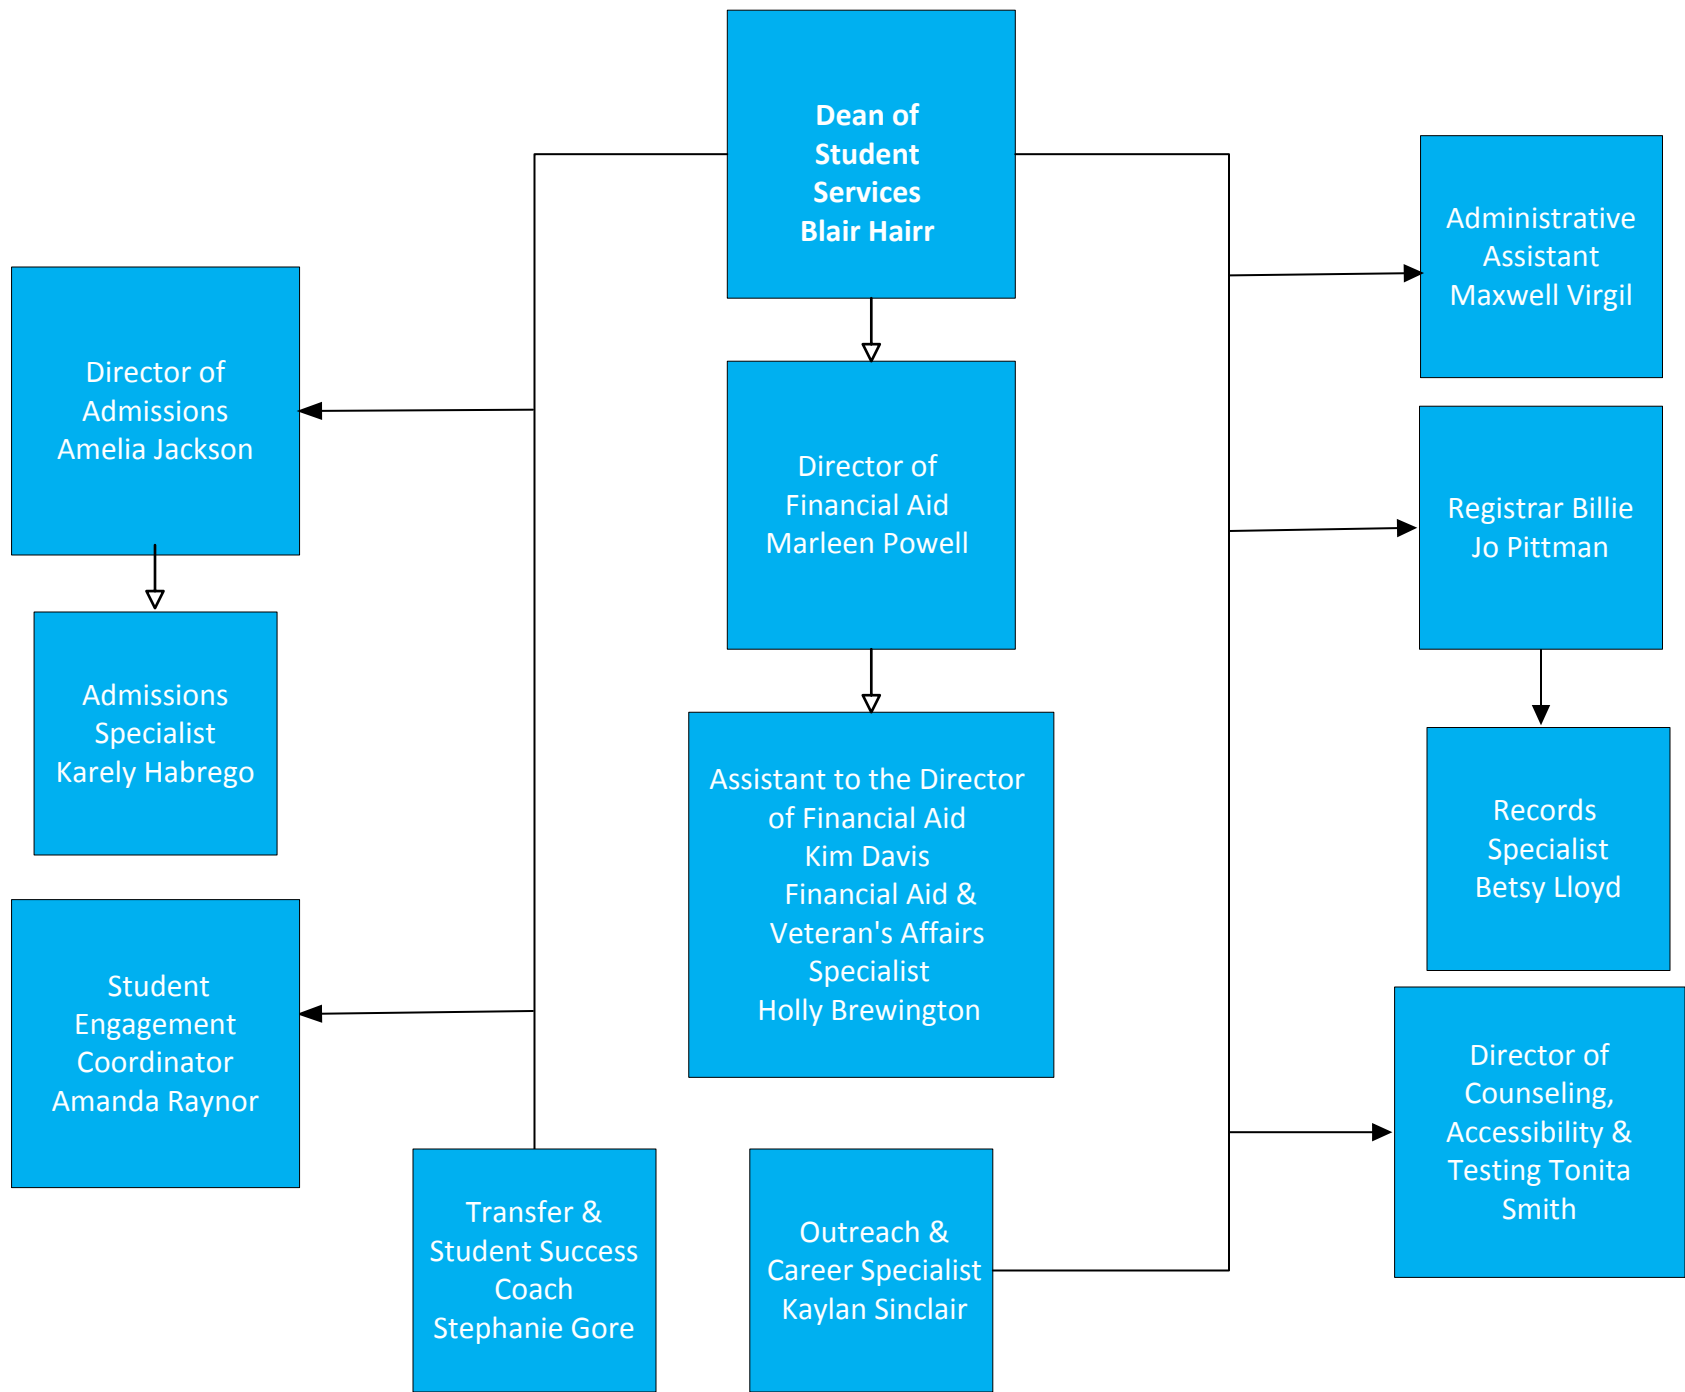 Dean of
Student
Services
Blair Hairr
Administrative
Assistant
Maxwell Virgil
Director of
Admissions
Amelia Jackson
Director of
Financial Aid
Marleen Powell
Registrar Billie
Jo Pittman
Admissions
Specialist
Karely Habrego
Assistant to the Director
of Financial Aid
Kim Davis
Financial Aid &
Veteran's Affairs
Specialist
Holly Brewington
Records
Specialist
Betsy Lloyd
Student
Engagement
Coordinator
Amanda Raynor
Director of
Counseling,
Accessibility &
Testing Tonita
Smith
Transfer &
Student Success
Coach
Stephanie Gore
Outreach &
Career Specialist
Kaylan Sinclair